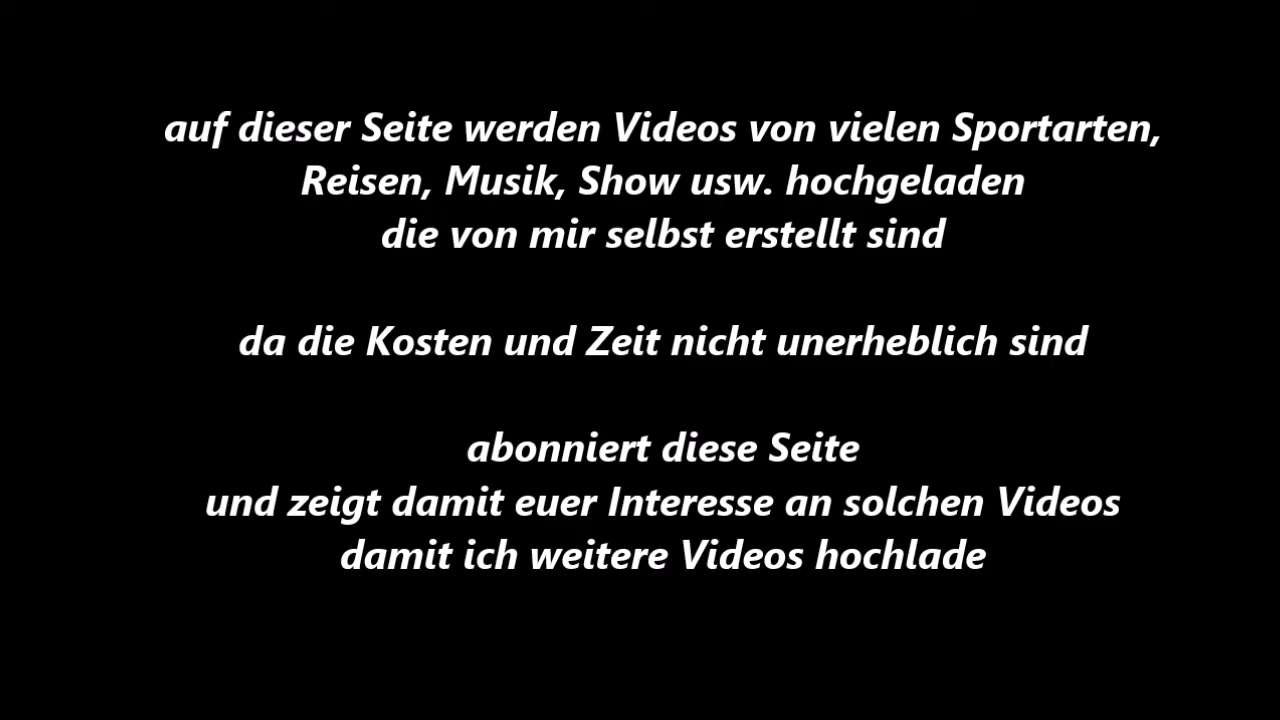 auf dieser Seite werden Videos von vielen Sportarten,
Reisen, Musik, Show usw. hochgeladen
die von mir selbst erstellt sind
da die Kosten und Zeit nicht unerheblich sind
abonniert diese Seite
und zeigt damit euer Interesse an solchen Videos
damit ich weitere Videos hochlade